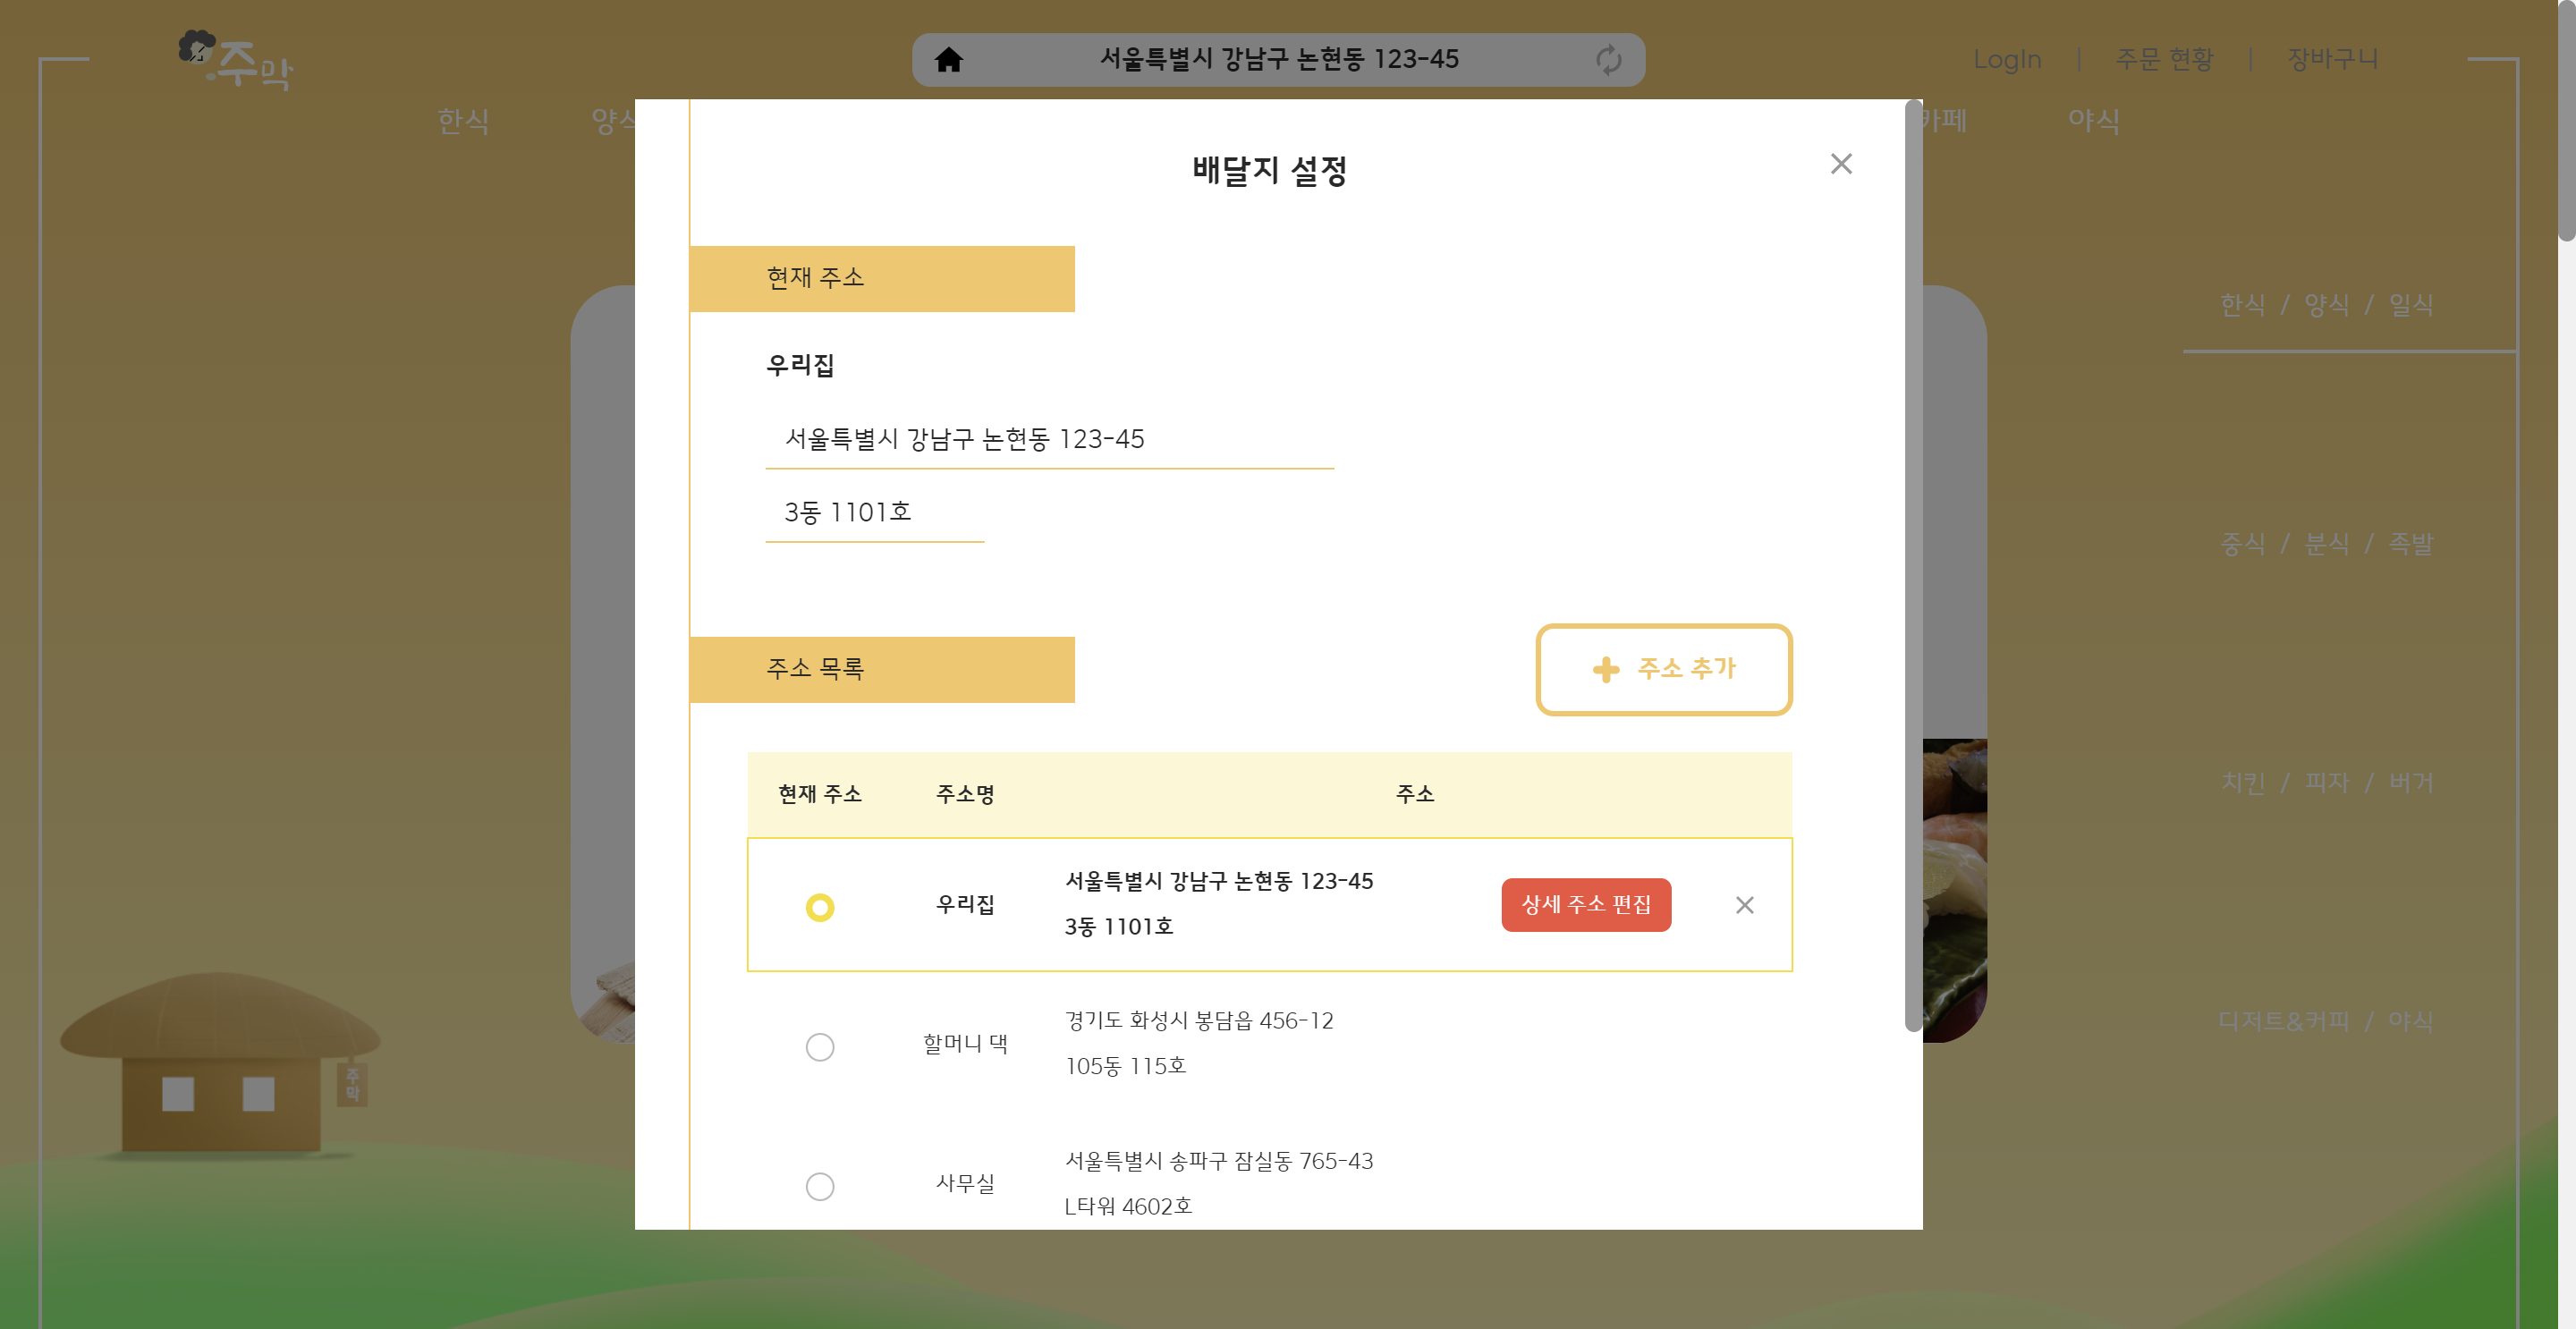 주막
서울특별시 강남구 논현동 123-45
LogIn | 주문 현황 | 장바구니
한식
양식
카페
야식
배달지 설정
현재 주소
우리집
서울특별시 강남구 논현동 123-45
3동 1101호
주소 목록
주소 추가
현재 주소 주소명 주소
우리집
서울특별시 강남구 논현동 123-45
3동 1101호
상세 주소 편집
할머니 댁
경기도 화성시 봉담읍 456-12
105동 115호
사무실
서울특별시 송파구 잠실동 765-43
L타워 4602호
한식 / 양식 / 일식
중식 / 분식 / 족발
치킨 / 피자 / 버거
디저트&커피 / 야식
주
막